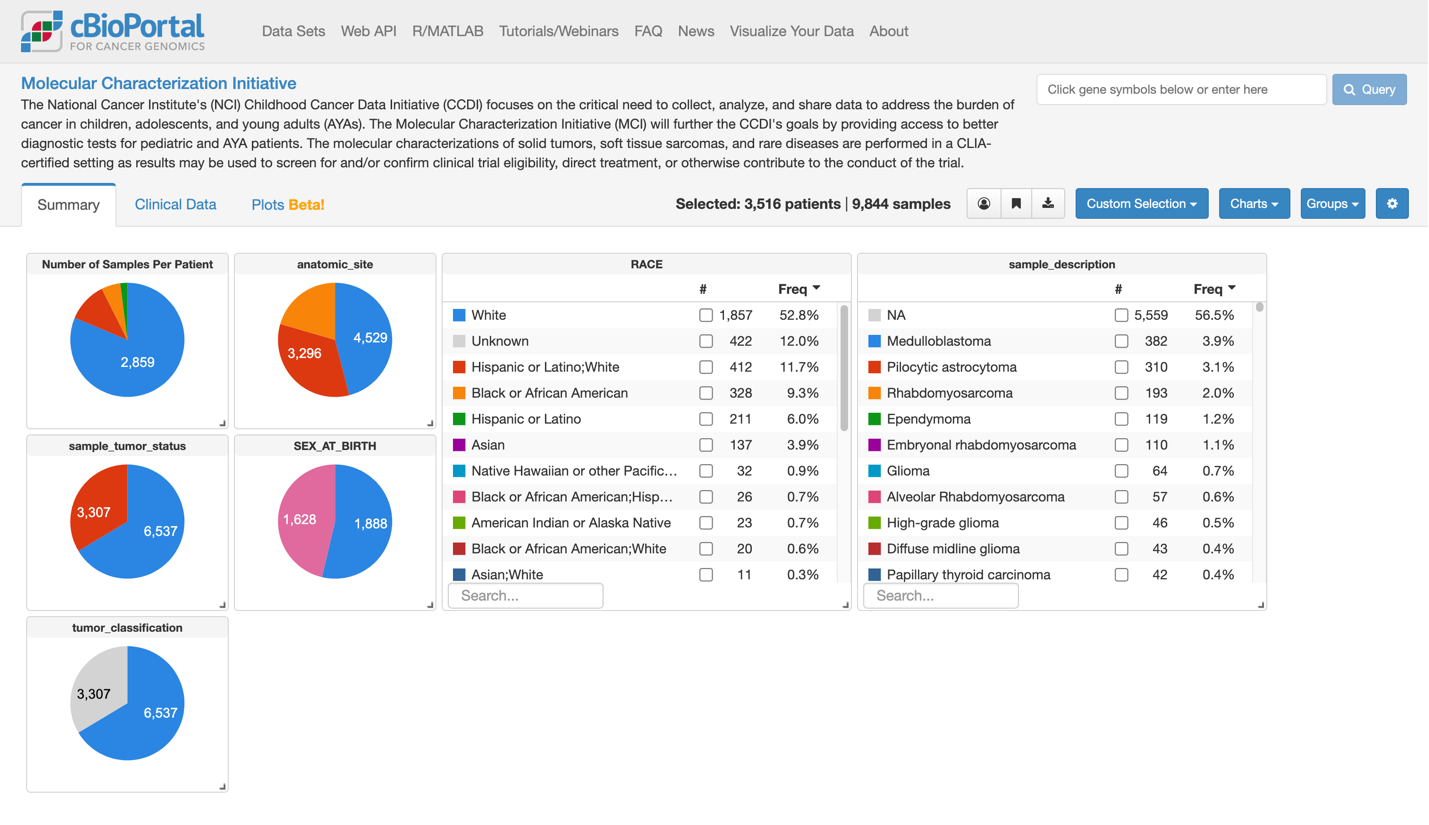 cBioPortal
FOR CANCER GENOMICS
Data Sets Web API R/MATLAB Tutorials/Webinars FAQ News Visualize Your Data About
Molecular Characterization Initiative
The National Cancer Institute's (NCI) Childhood Cancer Data Initiative (CCDI) focuses on the critical need to collect, analyze, and share data to address the burden of
cancer in children, adolescents, and young adults (AYAs). The Molecular Characterization Initiative (MCI) will further the CCDI's goals by providing access to better
diagnostic tests for pediatric and AYA patients. The molecular characterizations of solid tumors, soft tissue sarcomas, and rare diseases are performed in a CLIA-
certified setting as results may be used to screen for and/or confirm clinical trial eligibility, direct treatment, or otherwise contribute to the conduct of the trial.
Click gene symbols below or enter here
Query
Summary Clinical Data Plots Beta!
Selected: 3,516 patients | 9,844 samples
Custom Selection Charts Groups
Number of Samples Per Patient
2,859
anatomic_site
4,529
3,296
RACE
# Freq
White 1,857 52.8%
Unknown 422 12.0%
Hispanic or Latino;White 412 11.7%
Black or African American 328 9.3%
Hispanic or Latino 211 6.0%
Asian 137 3.9%
Native Hawaiian or other Pacific... 32 0.9%
Black or African American;Hisp... 26 0.7%
American Indian or Alaska Native 23 0.7%
Black or African American;White 20 0.6%
Asian;White 11 0.3%
Search...
sample_description
# Freq
NA 5,559 56.5%
Medulloblastoma 382 3.9%
Pilocytic astrocytoma 310 3.1%
Rhabdomyosarcoma 193 2.0%
Ependymoma 119 1.2%
Embryonal rhabdomyosarcoma 110 1.1%
Glioma 64 0.7%
Alveolar Rhabdomyosarcoma 57 0.6%
High-grade glioma 46 0.5%
Diffuse midline glioma 43 0.4%
Papillary thyroid carcinoma 42 0.4%
Search...
sample_tumor_status
3,307
6,537
SEX_AT_BIRTH
1,628
1,888
tumor_classification
3,307
6,537